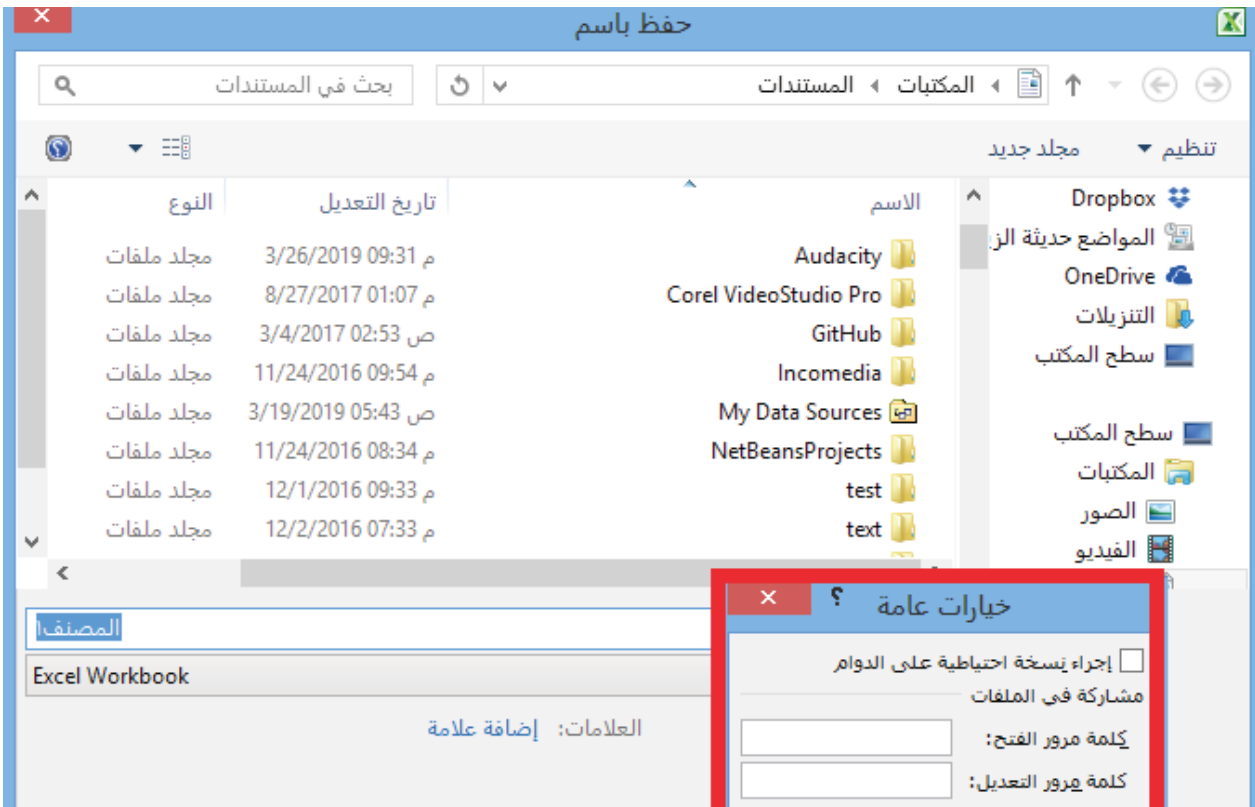 حفظ باسم
المكتبات المستندات بحث في المستندات
تنظيم مجلد جديد
الاسم تاريخ التعديل النوع
Audacity 3/26/2019 09:31 م مجلد ملفات
Corel VideoStudio Pro 8/27/2017 01:07 م مجلد ملفات
GitHub 3/4/2017 02:53 ص مجلد ملفات
Incomedia 11/24/2016 09:54 م مجلد ملفات
My Data Sources 3/19/2019 05:43 ص مجلد ملفات
NetBeansProjects 11/24/2016 08:34 م مجلد ملفات
test 12/1/2016 09:33 م مجلد ملفات
text 12/2/2016 07:33 م مجلد ملفات
Dropbox
المواضع حديثة
OneDrive
التنزيلات
سطح المكتب
سطح المكتب
المكتبات
الصور
الفيديو
المصنف1
Excel Workbook
العلامات: إضافة علامة
خيارات عامة ؟
إجراء نسخة احتياطية على الدوام
مشاركة في الملفات
كلمة مرور الفتح:
كلمة مرور التعديل: